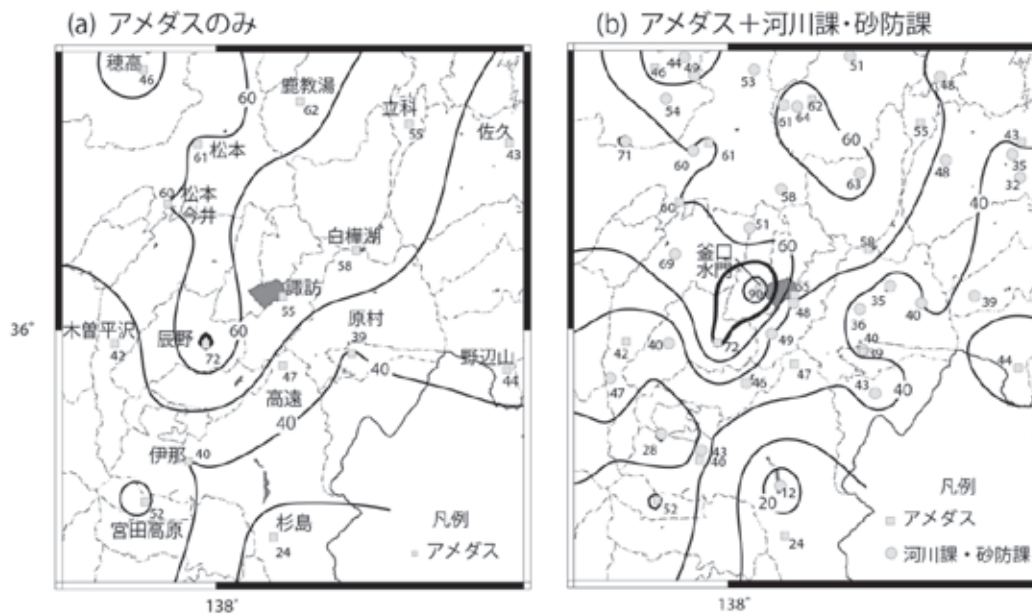 (a) アメダスのみ
穂高
46
60
鹿教湯
62
立科
55
佐久
43
61
松本
60
松本
今井
白樺湖
58
諏訪
55
36°
木曽平沢
42
辰野
72
60
原村
39
野辺山
44
47
高遠
40
40
伊那
40
52
宮田高原
杉島
24
凡例
アメダス
138°
(b) アメダス＋河川課・砂防課
46
44
49
53
51
48
54
61
64
62
55
43
71
60
61
60
63
48
35
32
58
40
60
51
60
58
69
釜口
水門
90
65
48
35
39
36
42
40
72
49
40
39
44
47
46
47
43
40
28
43
40
52
12
20
24
凡例
アメダス
河川課・砂防課
138°